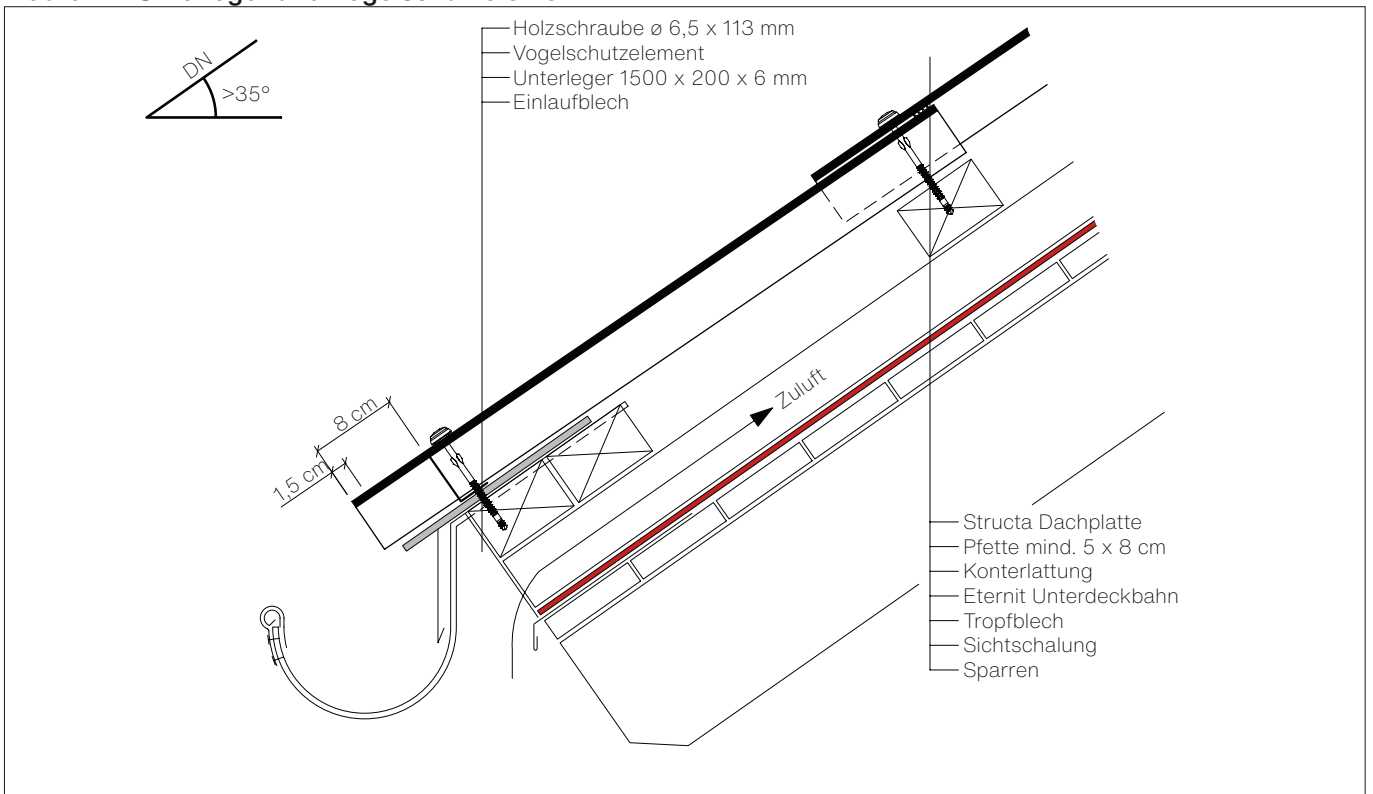 DN
>35°
Holzschraube ø 6,5 x 113 mm
Vogelschutzelement
Unterleger 1500 x 200 x 6 mm
Einlaufblech
Zuluft
8 cm
1,5 cm
Structa Dachplatte
Pfette mind. 5 x 8 cm
Konterlattung
Eternit Unterdeckbahn
Tropfblech
Sichtschalung
Sparren